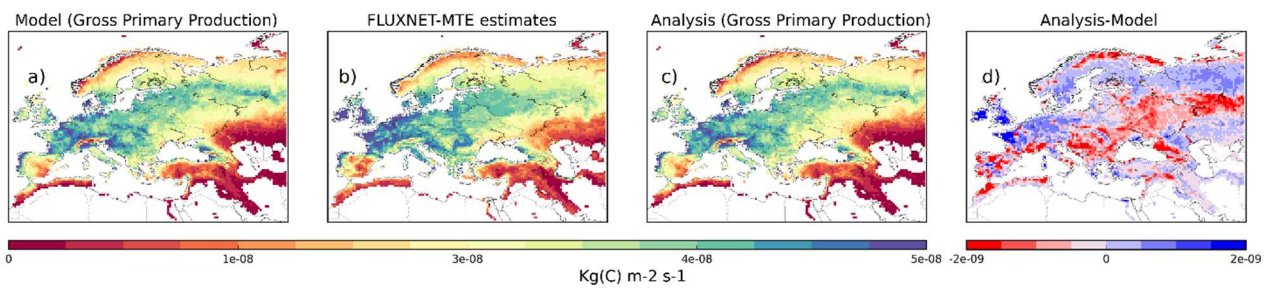 Model (Gross Primary Production)
FLUXNET-MTE estimates
Analysis (Gross Primary Production)
Analysis-Model
a)
b)
c)
d)
0
1e-08
3e-08
4e-08
5e-08
-2e-09
0
2e-09
Kg(C) m-2 s-1